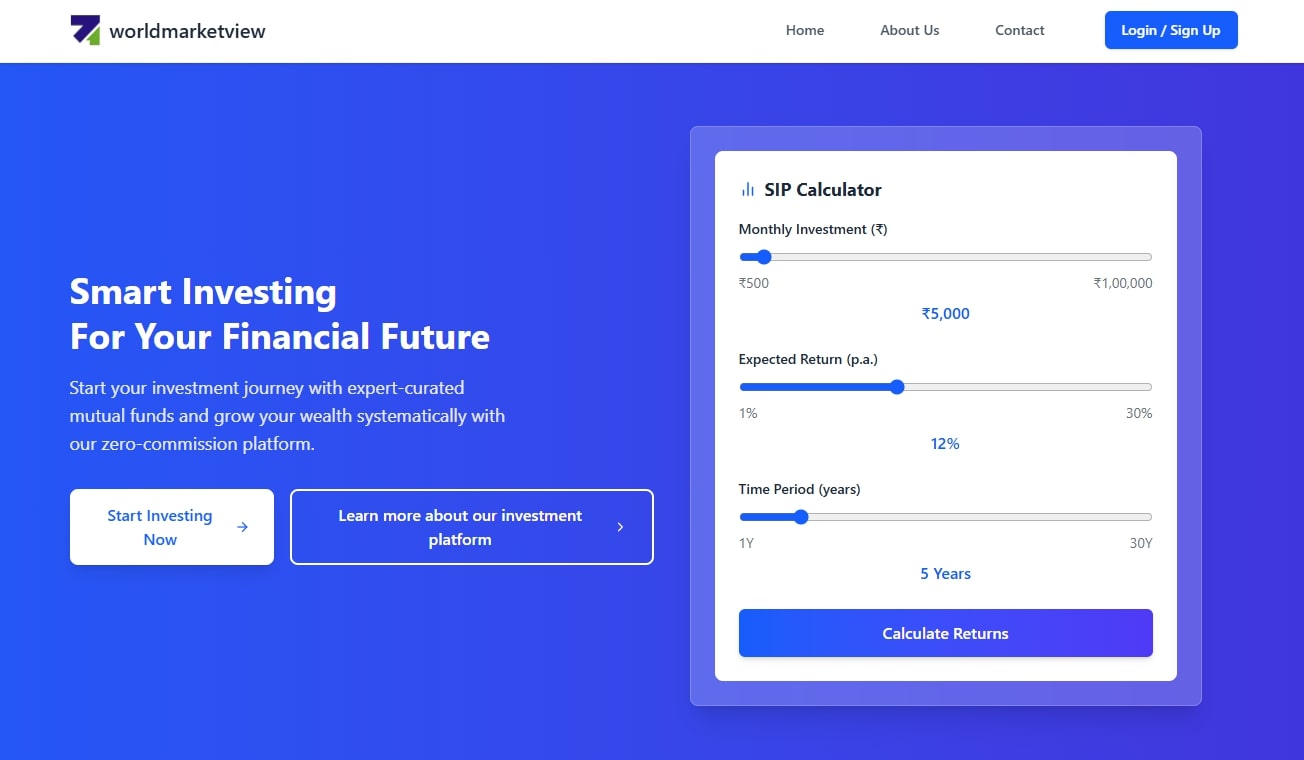 worldmarketview
Home
About Us
Contact
Login / Sign Up
Smart Investing
For Your Financial Future
Start your investment journey with expert-curated
mutual funds and grow your wealth systematically with
our zero-commission platform.
Start Investing
Now
Learn more about our investment
platform
SIP Calculator
Monthly Investment (₹)
₹500
₹1,00,000
₹5,000
Expected Return (p.a.)
1%
30%
12%
Time Period (years)
1Y
30Y
5 Years
Calculate Returns